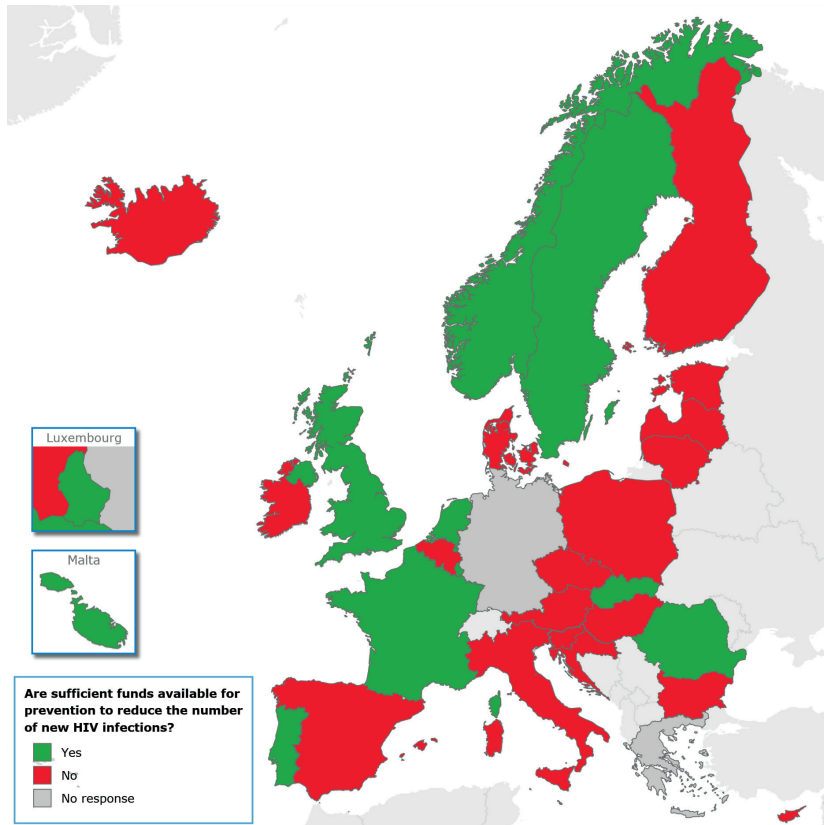 Luxembourg
Malta
Are sufficient funds available for
prevention to reduce the number
of new HIV infections?
Yes
No
No response